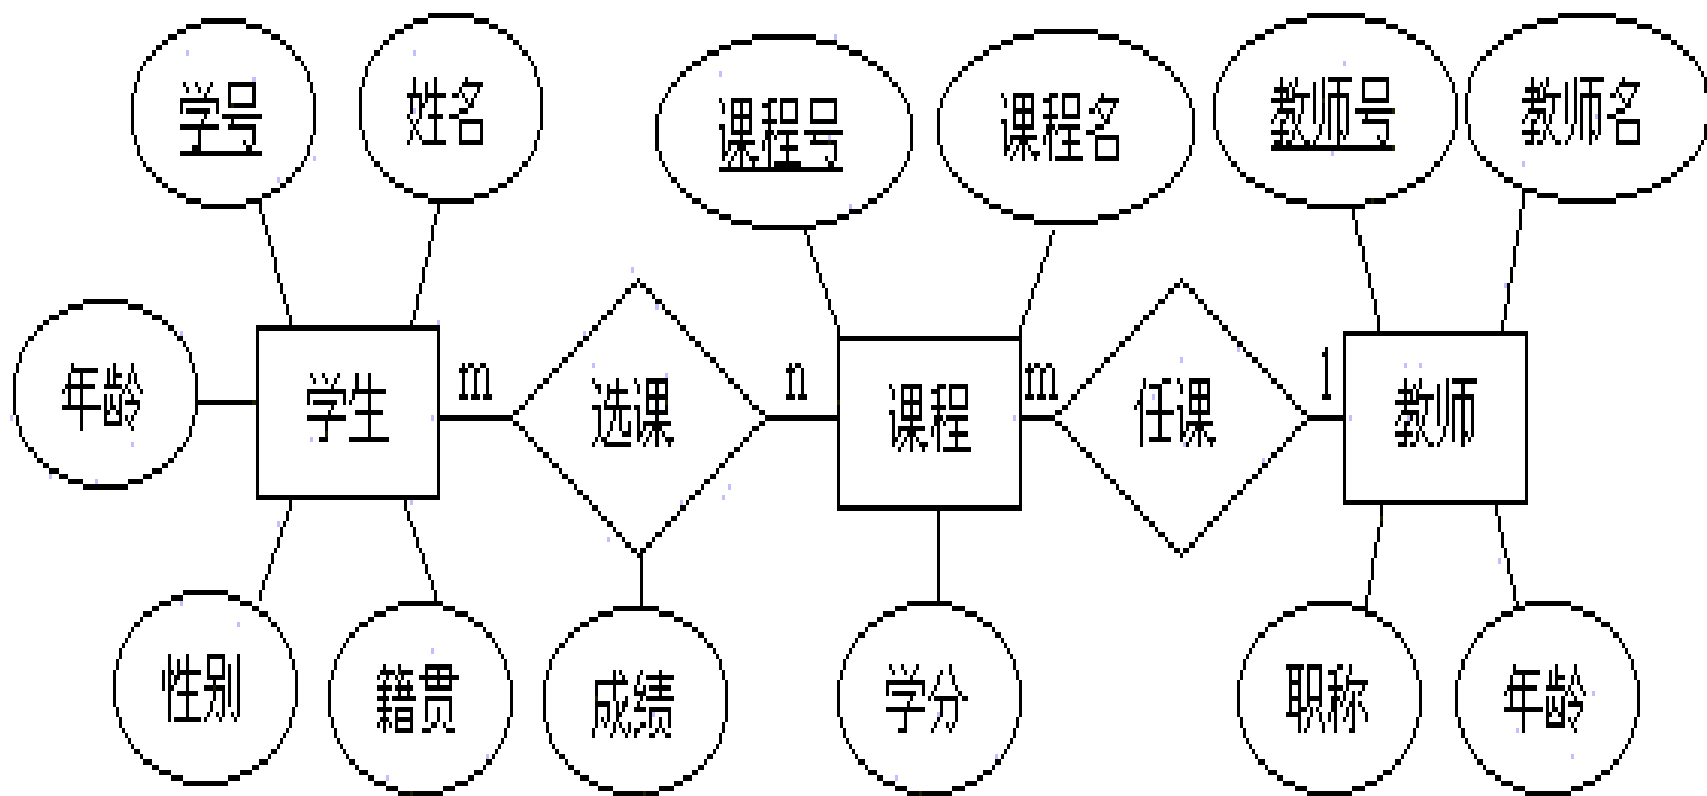 学号
姓名
课程号
课程名
教师号
教师名
年龄
学生
m
选课
n
课程
m
任课
1
教师
性别
籍贯
成绩
学分
职称
年龄